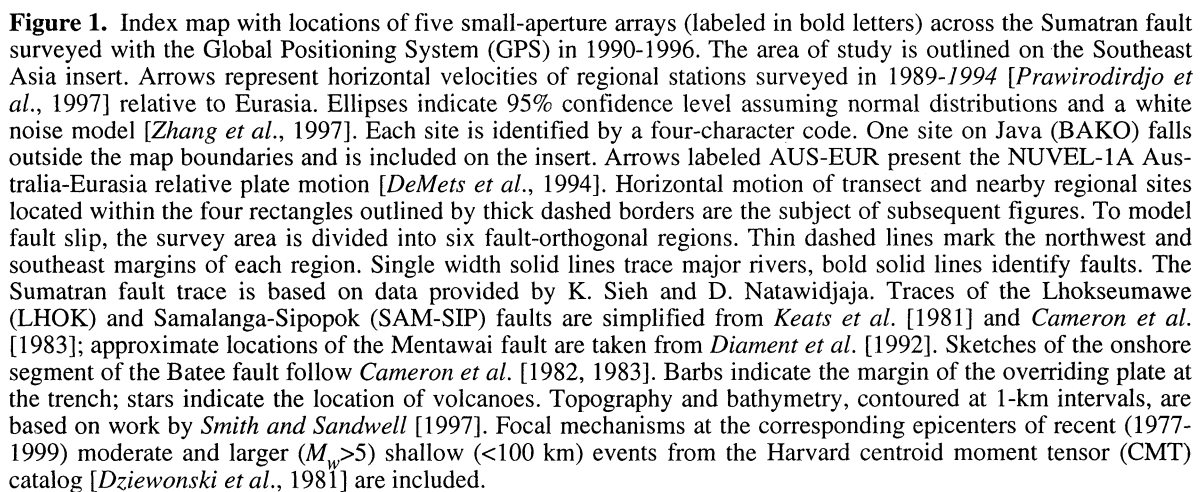 Figure 1. Index map with locations of five small-aperture arrays (labeled in bold letters) across the Sumatran fault
surveyed with the Global Positioning System (GPS) in 1990-1996. The area of study is outlined on the Southeast
Asia insert. Arrows represent horizontal velocities of regional stations surveyed in 1989-1994 [Prawirodirdjo et
al., 1997] relative to Eurasia. Ellipses indicate 95% confidence level assuming normal distributions and a white
noise model [Zhang et al., 1997]. Each site is identified by a four-character code. One site on Java (BAKO) falls
outside the map boundaries and is included on the insert. Arrows labeled AUS-EUR present the NUVEL-1A Aus-
tralia-Eurasia relative plate motion [DeMets et al., 1994]. Horizontal motion of transect and nearby regional sites
located within the four rectangles outlined by thick dashed borders are the subject of subsequent figures. To model
fault slip, the survey area is divided into six fault-orthogonal regions. Thin dashed lines mark the northwest and
southeast margins of each region. Single width solid lines trace major rivers, bold solid lines identify faults. The
Sumatran fault trace is based on data provided by K. Sieh and D. Natawidjaja. Traces of the Lhokseumawe
(LHOK) and Samalanga-Sipopok (SAM-SIP) faults are simplified from Keats et al. [1981] and Cameron et al.
[1983]; approximate locations of the Mentawai fault are taken from Diament et al. [1992]. Sketches of the onshore
segment of the Batee fault follow Cameron et al. [1982, 1983]. Barbs indicate the margin of the overriding plate at
the trench; stars indicate the location of volcanoes. Topography and bathymetry, contoured at 1-km intervals, are
based on work by Smith and Sandwell [1997]. Focal mechanisms at the corresponding epicenters of recent (1977-
1999) moderate and larger (Mw>5) shallow (<100 km) events from the Harvard centroid moment tensor (CMT)
catalog [Dziewonski et al., 1981] are included.